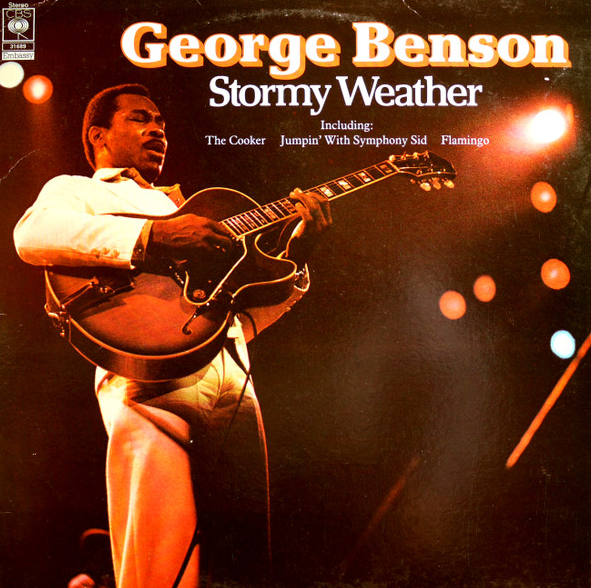 Stereo
CBS
31689
Embassy
George Benson
Stormy Weather
Including:
The Cooker Jumpin' With Symphony Sid Flamingo